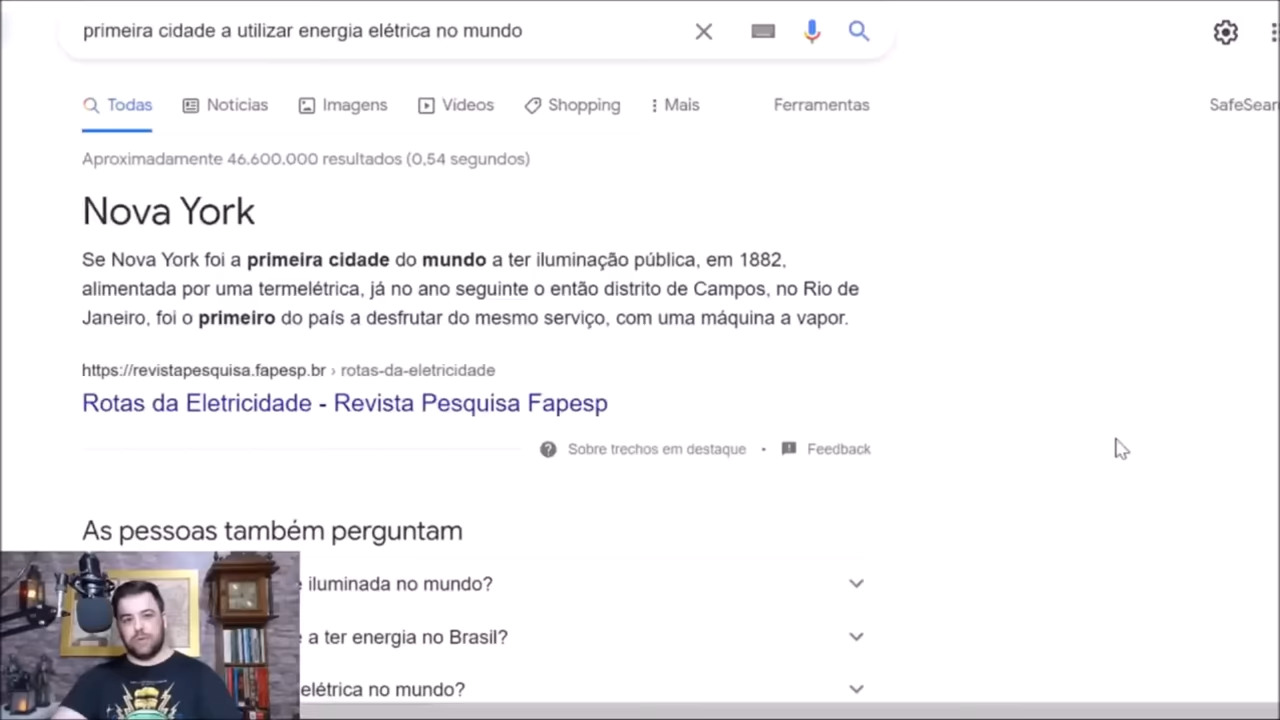 primeira cidade a utilizar energia elétrica no mundo
Todas Notícias Imagens Vídeos Shopping Mais Ferramentas SafeSear
Aproximadamente 46.600.000 resultados (0,54 segundos)
Nova York
Se Nova York foi a primeira cidade do mundo a ter iluminação pública, em 1882,
alimentada por uma termelétrica, já no ano seguinte o então distrito de Campos, no Rio de
Janeiro, foi o primeiro do país a desfrutar do mesmo serviço, com uma máquina a vapor.
https://revistapesquisa.fapesp.br › rotas-da-eletricidade
Rotas da Eletricidade - Revista Pesquisa Fapesp
Sobre trechos em destaque • Feedback
As pessoas também perguntam
iluminada no mundo?
a ter energia no Brasil?
elétrica no mundo?